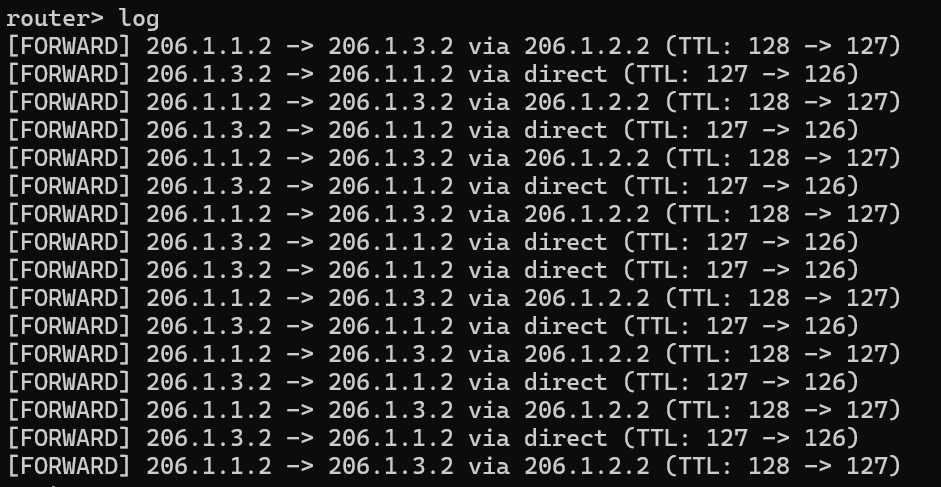 router> log
[FORWARD] 206.1.1.2 -> 206.1.3.2 via 206.1.2.2 (TTL: 128 -> 127)
[FORWARD] 206.1.3.2 -> 206.1.1.2 via direct (TTL: 127 -> 126)
[FORWARD] 206.1.1.2 -> 206.1.3.2 via 206.1.2.2 (TTL: 128 -> 127)
[FORWARD] 206.1.3.2 -> 206.1.1.2 via direct (TTL: 127 -> 126)
[FORWARD] 206.1.1.2 -> 206.1.3.2 via 206.1.2.2 (TTL: 128 -> 127)
[FORWARD] 206.1.3.2 -> 206.1.1.2 via direct (TTL: 127 -> 126)
[FORWARD] 206.1.1.2 -> 206.1.3.2 via 206.1.2.2 (TTL: 128 -> 127)
[FORWARD] 206.1.3.2 -> 206.1.1.2 via direct (TTL: 127 -> 126)
[FORWARD] 206.1.3.2 -> 206.1.1.2 via direct (TTL: 127 -> 126)
[FORWARD] 206.1.1.2 -> 206.1.3.2 via 206.1.2.2 (TTL: 128 -> 127)
[FORWARD] 206.1.3.2 -> 206.1.1.2 via direct (TTL: 127 -> 126)
[FORWARD] 206.1.1.2 -> 206.1.3.2 via 206.1.2.2 (TTL: 128 -> 127)
[FORWARD] 206.1.3.2 -> 206.1.1.2 via direct (TTL: 127 -> 126)
[FORWARD] 206.1.1.2 -> 206.1.3.2 via 206.1.2.2 (TTL: 128 -> 127)
[FORWARD] 206.1.3.2 -> 206.1.1.2 via direct (TTL: 127 -> 126)
[FORWARD] 206.1.1.2 -> 206.1.3.2 via 206.1.2.2 (TTL: 128 -> 127)